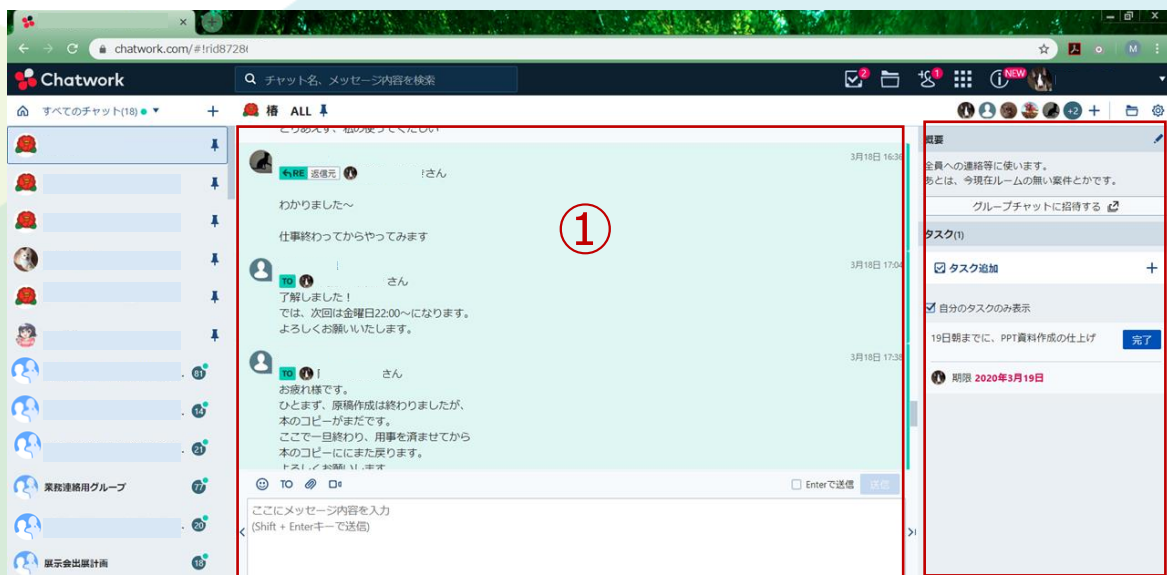 chatwork.com/#!rid8728
M
Chatwork
チャット名、メッセージ内容を検索
2
1
NEW
すべてのチャット(18)
椿 ALL
+2
とりあえず、私の使ってください
RE 返信元 !さん
3月18日 16:36
わかりました~
仕事終わってからやってみます
①
TO さん
3月18日 17:04
了解しました!
では、次回は金曜日22:00~になります。
よろしくお願いいたします。
TO さん
3月18日 17:38
お疲れ様です。
ひとまず、原稿作成は終わりましたが、
本のコピーがまだです。
ここで一旦終わり、用事を済ませてから
本のコピーににまた戻ります。
よろしくお願いします
TO
Enterで送信 送信
ここにメッセージ内容を入力
(Shift + Enterキーで送信)
81
14
21
業務連絡用グループ 77
20
展示会出展計画 18
概要
全員への連絡等に使います。
あとは、今現在ルームの無い案件とかです。
グループチャットに招待する
タスク(1)
タスク追加
自分のタスクのみ表示
19日朝までに、PPT資料作成の仕上げ 完了
期限 2020年3月19日